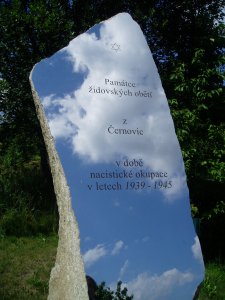 Památce
židovských obětí
z
Černovic
v době
nacistické okupace
v letech 1939 - 1945